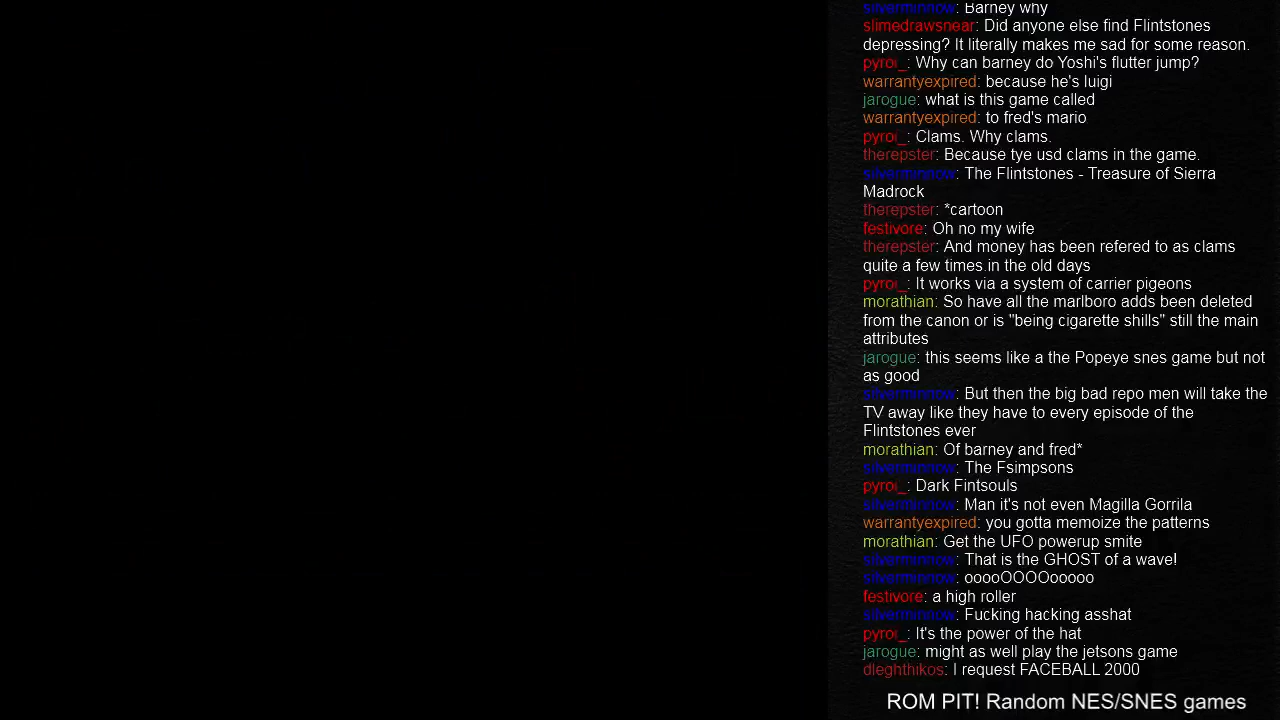 silverminnow: Barney why
slimedrawsnear: Did anyone else find Flintstones
depressing? It literally makes me sad for some reason.
pyroi_: Why can barney do Yoshi's flutter jump?
warrantyexpired: because he's luigi
jarogue: what is this game called
warrantyexpired: to fred's mario
pyroi_: Clams. Why clams.
therepster: Because tye usd clams in the game.
silverminnow: The Flintstones - Treasure of Sierra
Madrock
therepster: *cartoon
festivore: Oh no my wife
therepster: And money has been refered to as clams
quite a few times in the old days
pyroi_: It works via a system of carrier pigeons
morathian: So have all the marlboro adds been deleted
from the canon or is "being cigarette shills" still the main
attributes
jarogue: this seems like a the Popeye snes game but not
as good
silverminnow: But then the big bad repo men will take the
TV away like they have to every episode of the
Flintstones ever
morathian: Of barney and fred*
silverminnow: The Fsimpsons
pyroi_: Dark Fintsouls
silverminnow: Man it's not even Magilla Gorrila
warrantyexpired: you gotta memoize the patterns
morathian: Get the UFO powerup smite
silverminnow: That is the GHOST of a wave!
silverminnow: ooooOOOOooooo
festivore: a high roller
silverminnow: Fucking hacking asshat
pyroi_: It's the power of the hat
jarogue: might as well play the jetsons game
dleghthikos: I request FACEBALL 2000
ROM PIT! Random NES/SNES games